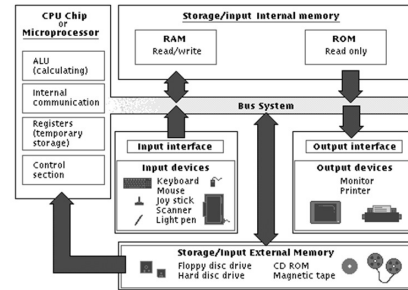 CPU Chip
or
Microprocessor
ALU
(calculating)
Internal
communication
Registers
(temporary
storage)
Control
section
Storage/input Internal memory
RAM
Read/write
ROM
Read only
Bus System
Input interface
Input devices
Keyboard
Mouse
Joy stick
Scanner
Light pen
Output interface
Output devices
Monitor
Printer
Storage/Input External Memory
Floppy disc drive
Hard disc drive
CD ROM
Magnetic tape